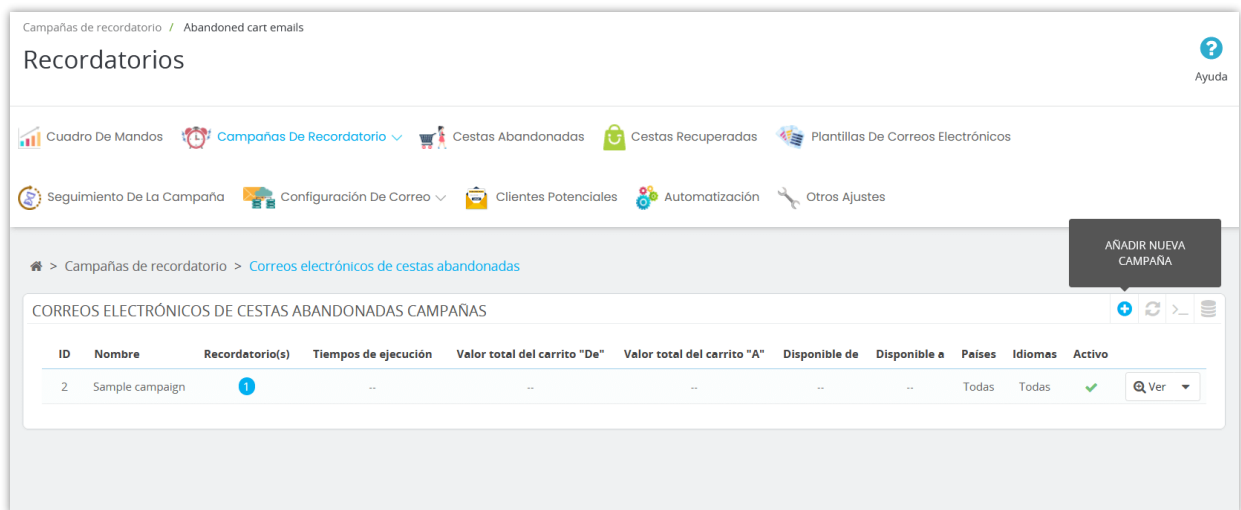 Campañas de recordatorio / Abandoned cart emails
Recordatorios
Ayuda
Cuadro De Mandos Campañas De Recordatorio Cestas Abandonadas Cestas Recuperadas Plantillas De Correos Electrónicos
Seguimiento De La Campaña Configuración De Correo Clientes Potenciales Automatización Otros Ajustes
AÑADIR NUEVA
CAMPAÑA
> Campañas de recordatorio > Correos electrónicos de cestas abandonadas
CORREOS ELECTRÓNICOS DE CESTAS ABANDONADAS CAMPAÑAS
ID Nombre Recordatorio(s) Tiempos de ejecución Valor total del carrito "De" Valor total del carrito "A" Disponible de Disponible a Países Idiomas Activo
2 Sample campaign 1 -- -- -- -- -- Todas Todas Ver